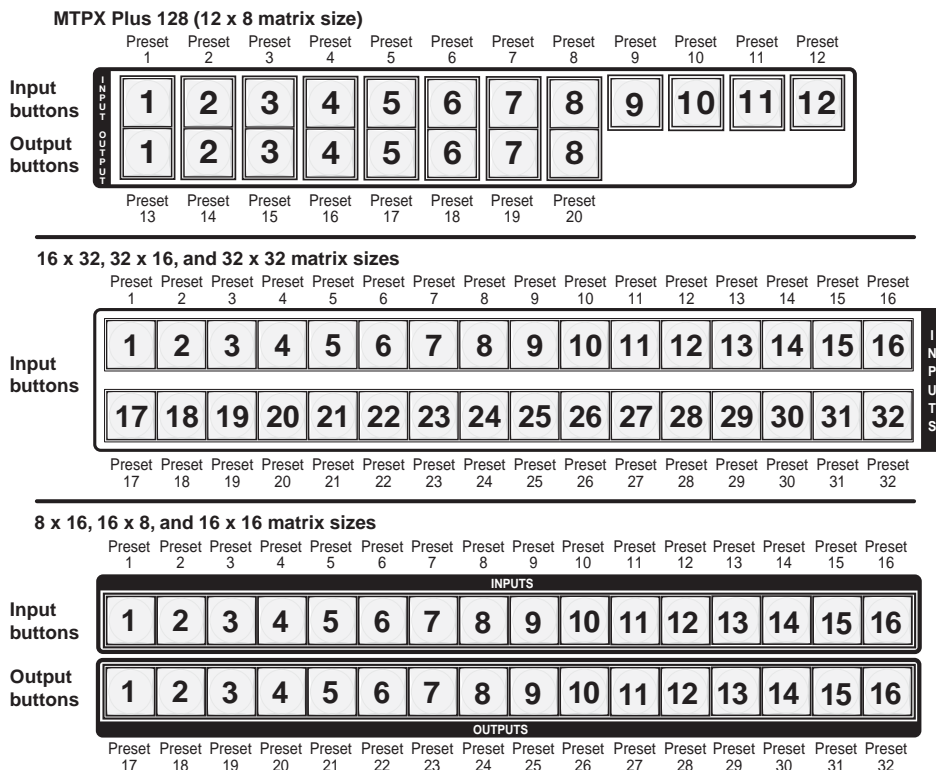 MTPX Plus 128 (12 x 8 matrix size)
Preset Preset Preset Preset Preset Preset Preset Preset Preset Preset Preset Preset
1 2 3 4 5 6 7 8 9 10 11 12
Input buttons
INPUT
1 2 3 4 5 6 7 8 9 10 11 12
Output buttons
OUTPUT
1 2 3 4 5 6 7 8
Preset Preset Preset Preset Preset Preset Preset Preset
13 14 15 16 17 18 19 20
16 x 32, 32 x 16, and 32 x 32 matrix sizes
Preset Preset Preset Preset Preset Preset Preset Preset Preset Preset Preset Preset Preset Preset Preset Preset
1 2 3 4 5 6 7 8 9 10 11 12 13 14 15 16
Input buttons
1 2 3 4 5 6 7 8 9 10 11 12 13 14 15 16
INPUTS
17 18 19 20 21 22 23 24 25 26 27 28 29 30 31 32
Preset Preset Preset Preset Preset Preset Preset Preset Preset Preset Preset Preset Preset Preset Preset Preset
17 18 19 20 21 22 23 24 25 26 27 28 29 30 31 32
8 x 16, 16 x 8, and 16 x 16 matrix sizes
Preset Preset Preset Preset Preset Preset Preset Preset Preset Preset Preset Preset Preset Preset Preset Preset
1 2 3 4 5 6 7 8 9 10 11 12 13 14 15 16
INPUTS
Input buttons
1 2 3 4 5 6 7 8 9 10 11 12 13 14 15 16
Output buttons
1 2 3 4 5 6 7 8 9 10 11 12 13 14 15 16
OUTPUTS
Preset Preset Preset Preset Preset Preset Preset Preset Preset Preset Preset Preset Preset Preset Preset Preset
17 18 19 20 21 22 23 24 25 26 27 28 29 30 31 32